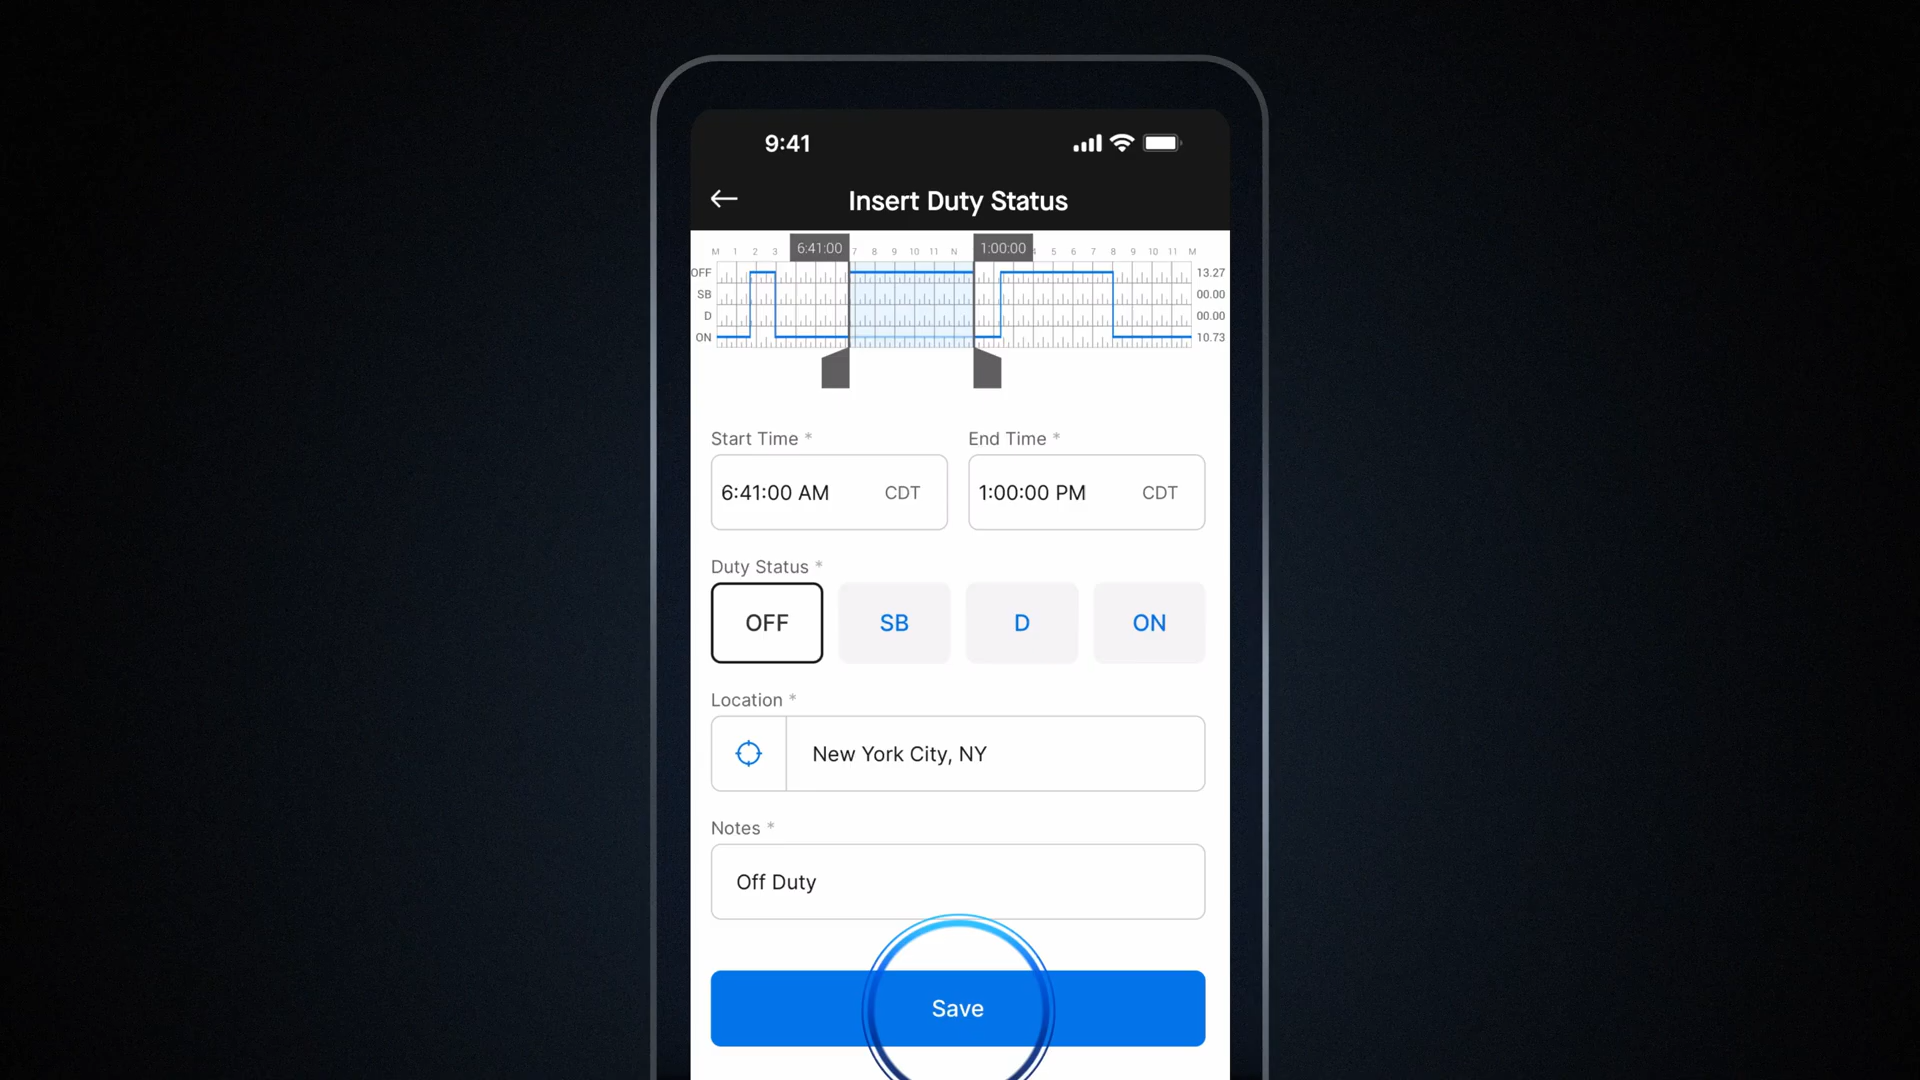 9:41
Insert Duty Status
M 1 2 3 6:41:00 7 8 9 10 11 N 1:00:00 4 5 6 7 8 9 10 11 M
OFF 13.27
SB 00.00
D 00.00
ON 10.73
Start Time * End Time *
6:41:00 AM CDT 1:00:00 PM CDT
Duty Status *
OFF SB D ON
Location *
New York City, NY
Notes *
Off Duty
Save